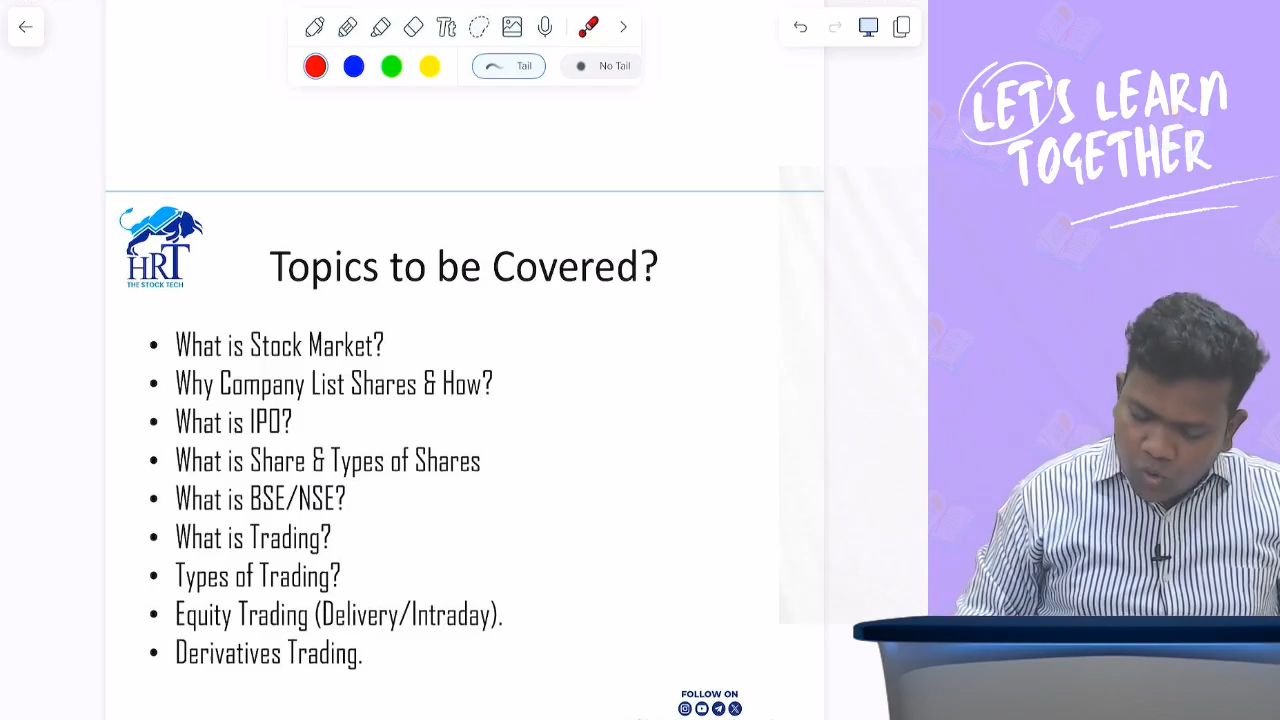 Tt
Tail
No Tail
LET'S LEARN
TOGETHER
HRT
THE STOCK TECH
Topics to be Covered?
• What is Stock Market?
• Why Company List Shares & How?
• What is IPO?
• What is Share & Types of Shares
• What is BSE/NSE?
• What is Trading?
• Types of Trading?
• Equity Trading (Delivery/Intraday).
• Derivatives Trading.
FOLLOW ON